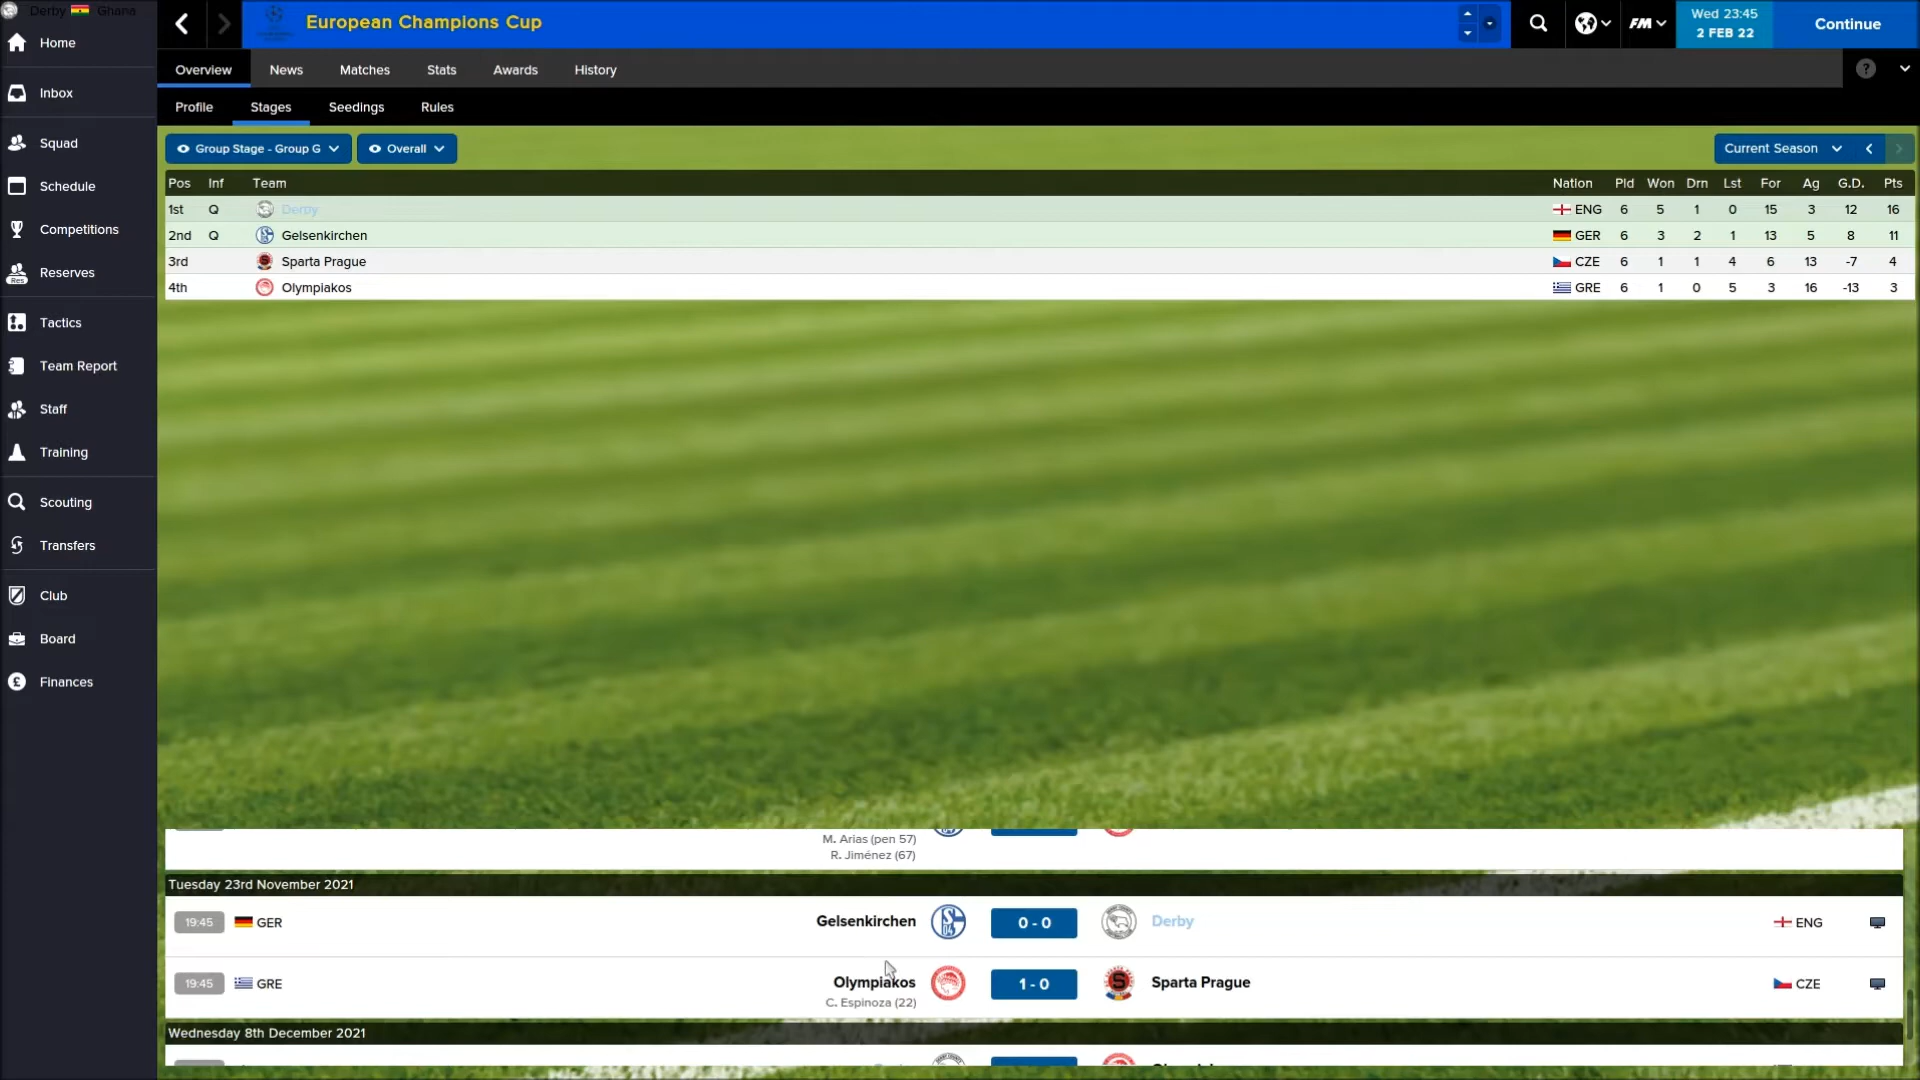 Derby Ghana
European Champions Cup
Wed 23:45
2 FEB 22
Continue
Home
Inbox
Squad
Schedule
Competitions
Res
Reserves
Tactics
Team Report
Staff
Training
Scouting
Transfers
Club
Board
Finances
FM
Overview News Matches Stats Awards History
?
Profile Stages Seedings Rules
Group Stage - Group G Overall Current Season
Pos Inf Team Nation Pld Won Drn Lst For Ag G.D. Pts
1st Q Derby ENG 6 5 1 0 15 3 12 16
2nd Q Gelsenkirchen GER 6 3 2 1 13 5 8 11
3rd Sparta Prague CZE 6 1 1 4 6 13 -7 4
4th Olympiakos GRE 6 1 0 5 3 16 -13 3
M. Arias (pen 57)
R. Jiménez (67)
Tuesday 23rd November 2021
19:45 GER Gelsenkirchen 0 - 0 Derby ENG
19:45 GRE Olympiakos 1 - 0 Sparta Prague CZE
C. Espinoza (22)
Wednesday 8th December 2021